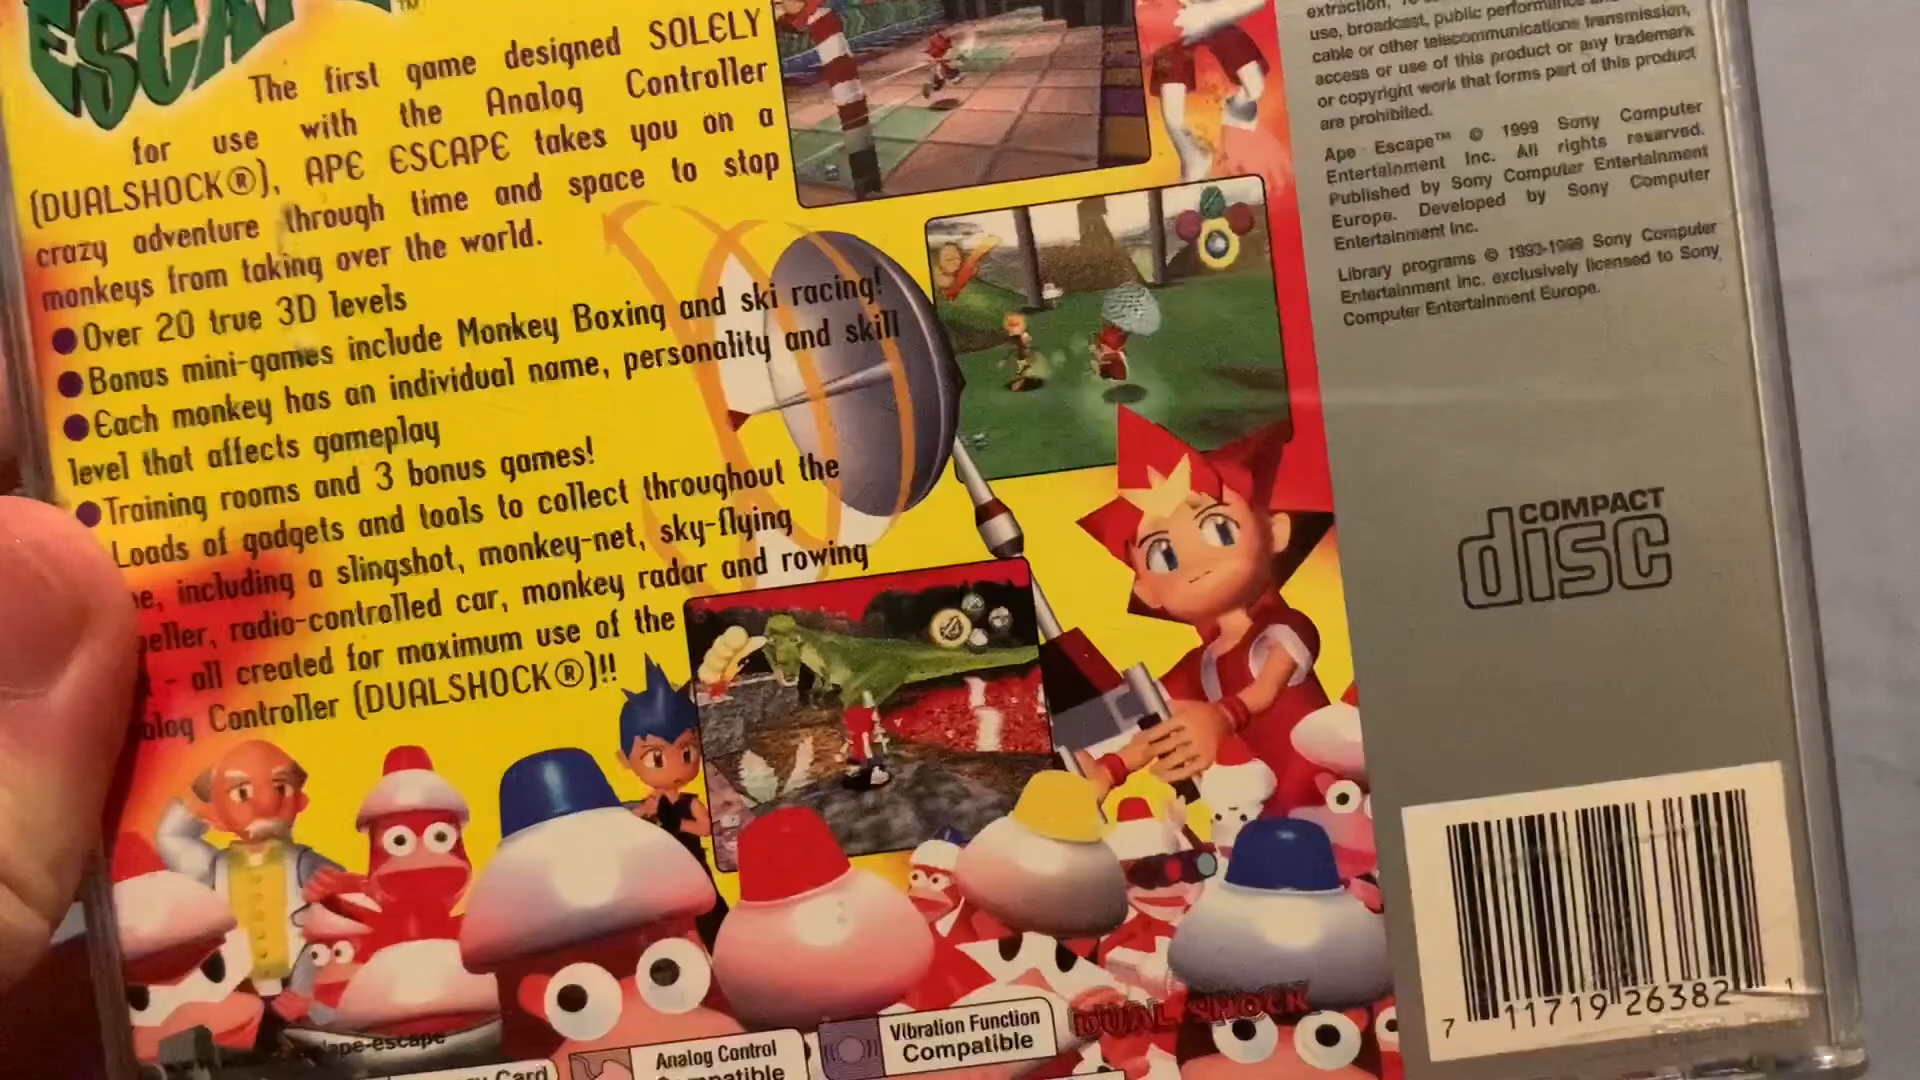 ESCAPE™
The first game designed SOLELY
for use with the Analog Controller
(DUALSHOCK®), APE ESCAPE takes you on a
crazy adventure through time and space to stop
monkeys from taking over the world.
●Over 20 true 3D levels
●Bonus mini-games include Monkey Boxing and ski racing!
●Each monkey has an individual name, personality and skill
level that affects gameplay
●Training rooms and 3 bonus games!
Loads of gadgets and tools to collect throughout the
including a slingshot, monkey-net, sky-flying
radio-controlled car, monkey radar and rowing
- all created for maximum use of the
Controller (DUALSHOCK®)!!
ape-escape
Card
Analog Control
Vibration Function
Compatible
DUAL SHOCK
extraction,
use, broadcast, public performance
cable or other telecommunications transmission,
access or use of this product or any trademark
or copyright work that forms part of this product
are prohibited.
Ape Escape™ © 1999 Sony Computer
Entertainment Inc. All rights reserved.
Published by Sony Computer Entertainment
Europe. Developed by Sony Computer
Entertainment Inc.
Library programs © 1993-1999 Sony Computer
Entertainment Inc. exclusively licensed to Sony
Computer Entertainment Europe.
COMPACT
disc
7 11719 26382 1